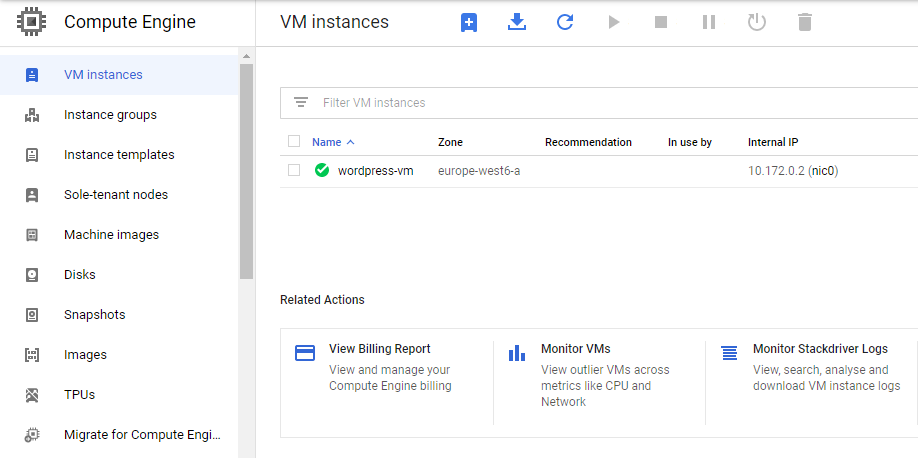 Compute Engine
VM instances
VM instances
Instance groups
Instance templates
Sole-tenant nodes
Machine images
Disks
Snapshots
Images
TPUs
Migrate for Compute Engi...
Filter VM instances
Name Zone Recommendation In use by Internal IP
wordpress-vm europe-west6-a 10.172.0.2 (nic0)
Related Actions
View Billing Report
View and manage your
Compute Engine billing
Monitor VMs
View outlier VMs across
metrics like CPU and
Network
Monitor Stackdriver Logs
View, search, analyse and
download VM instance logs